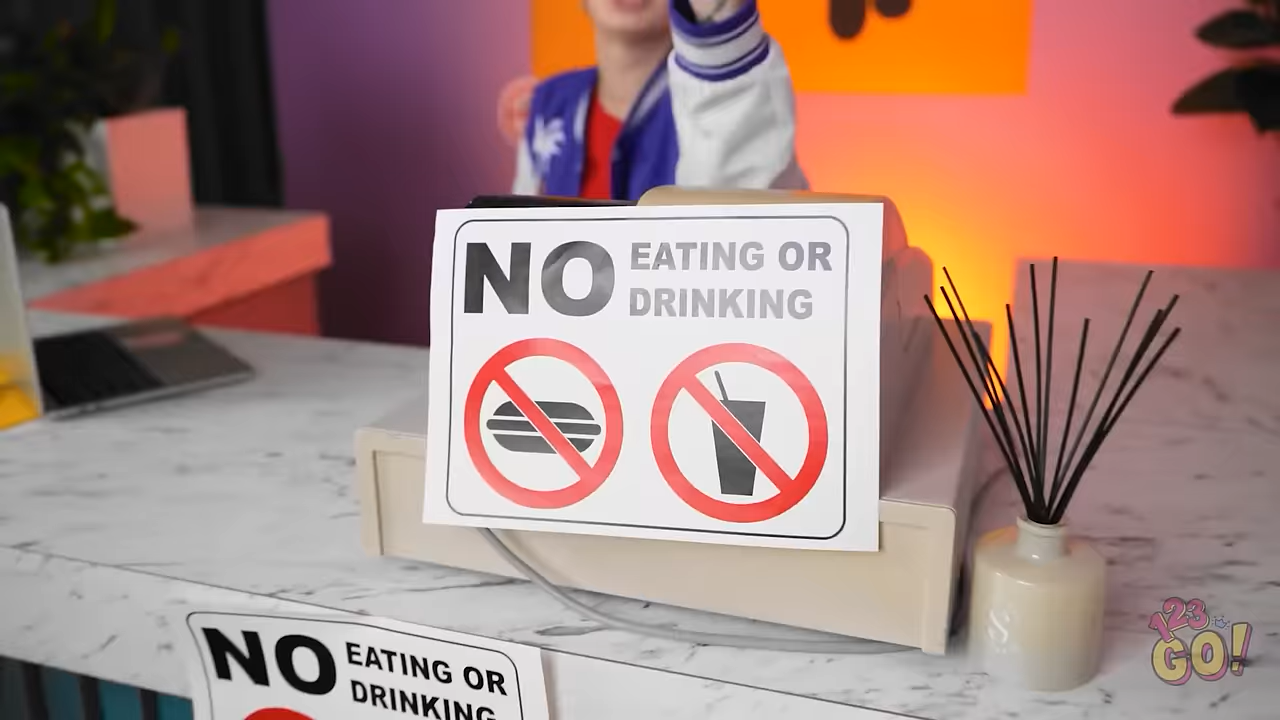 NO EATING OR
DRINKING
NO EATING OR
DRINKING
123
GO!